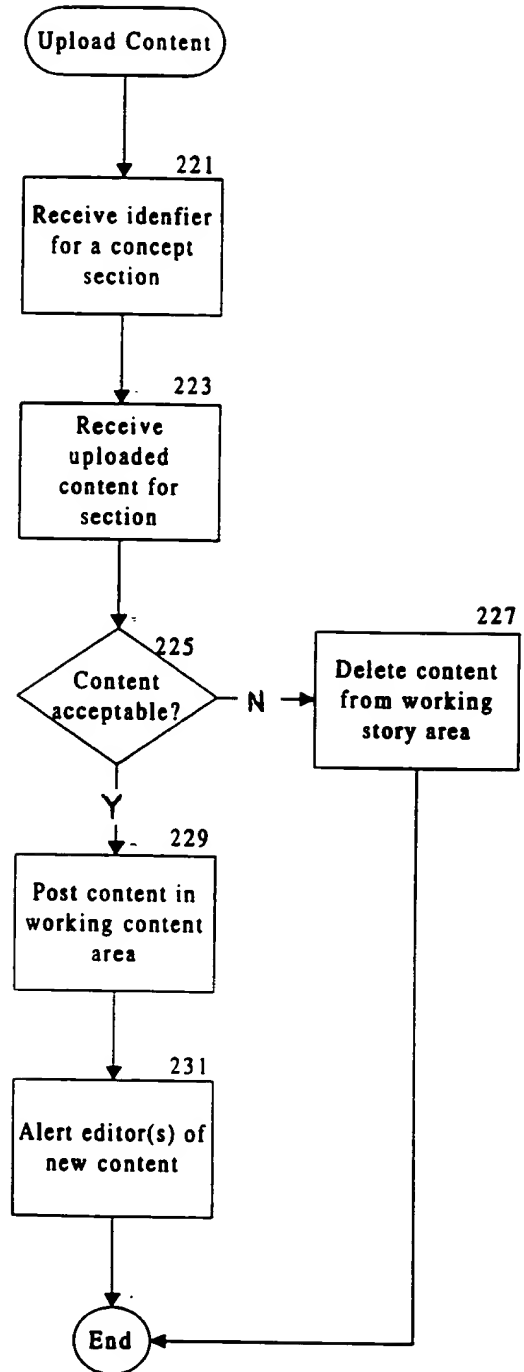 Upload Content
221
Receive idenfier
for a concept
section
223
Receive
uploaded
content for
section
225
Content
acceptable?
N
227
Delete content
from working
story area
Y
229
Post content in
working content
area
231
Alert editor(s) of
new content
End